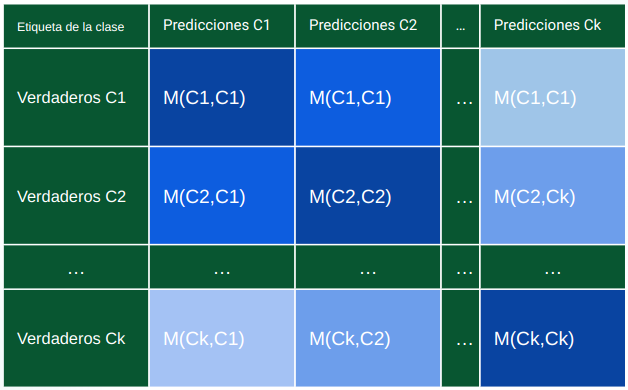 Etiqueta de la clase Predicciones C1 Predicciones C2 ... Predicciones Ck
Verdaderos C1 M(C1,C1) M(C1,C1) ... M(C1,C1)
Verdaderos C2 M(C2,C1) M(C2,C2) ... M(C2,Ck)
... ... ... ... ...
Verdaderos Ck M(Ck,C1) M(Ck,C2) ... M(Ck,Ck)